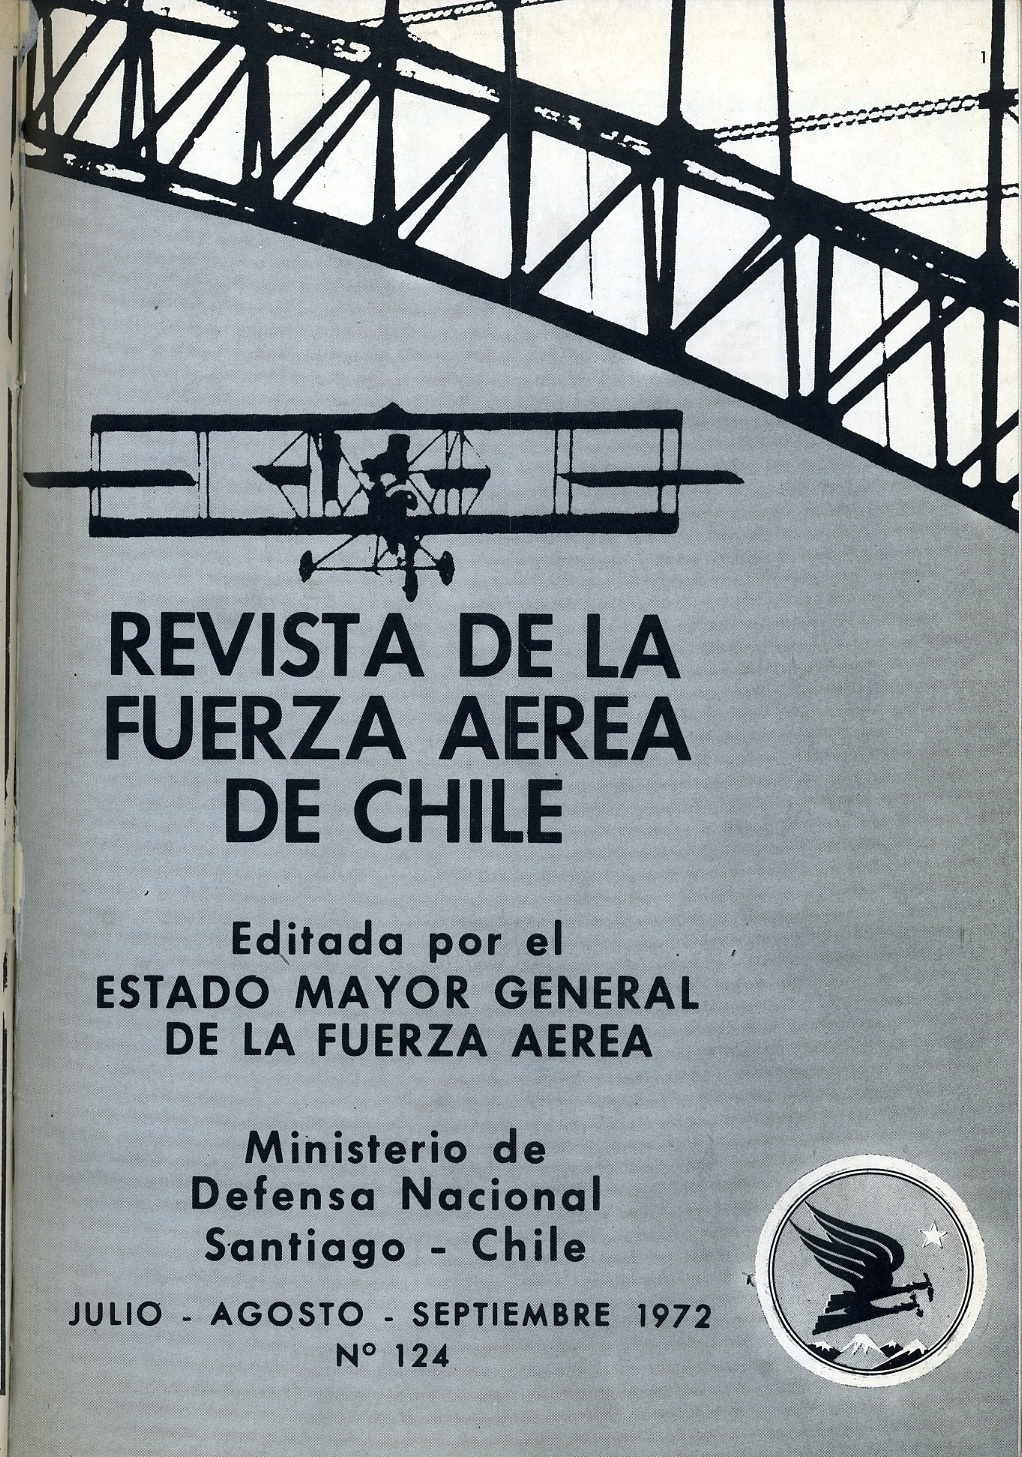 1
REVISTA DE LA
FUERZA AEREA
DE CHILE
Editada por el
ESTADO MAYOR GENERAL
DE LA FUERZA AEREA
Ministerio de
Defensa Nacional
Santiago - Chile
JULIO - AGOSTO - SEPTIEMBRE 1972
Nº 124